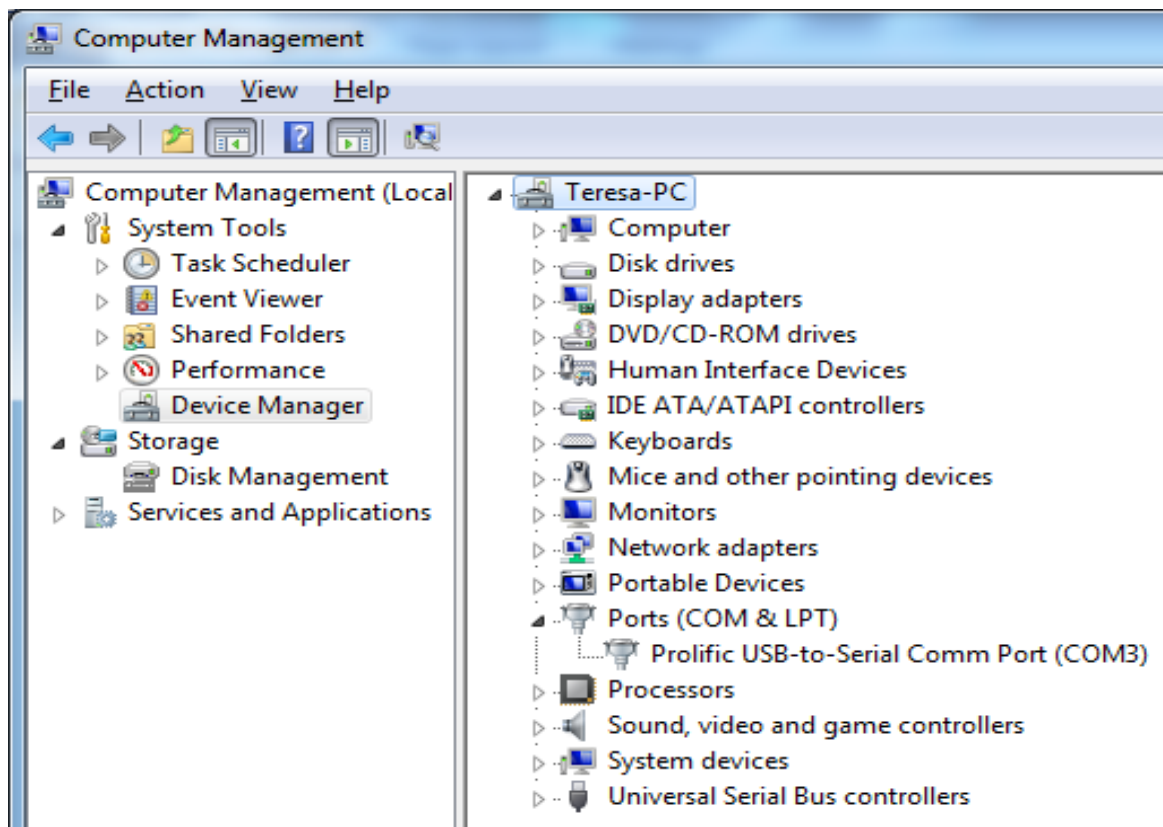 Computer Management
File Action View Help
Computer Management (Local
System Tools
Task Scheduler
Event Viewer
Shared Folders
Performance
Device Manager
Storage
Disk Management
Services and Applications
Teresa-PC
Computer
Disk drives
Display adapters
DVD/CD-ROM drives
Human Interface Devices
IDE ATA/ATAPI controllers
Keyboards
Mice and other pointing devices
Monitors
Network adapters
Portable Devices
Ports (COM & LPT)
Prolific USB-to-Serial Comm Port (COM3)
Processors
Sound, video and game controllers
System devices
Universal Serial Bus controllers